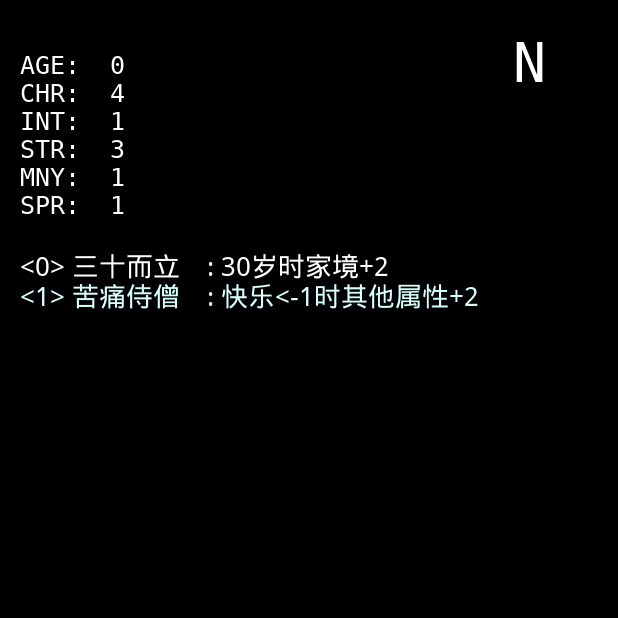 N
AGE: 0
CHR: 4
INT: 1
STR: 3
MNY: 1
SPR: 1
<0> 三十而立 : 30岁时家境+2
<1> 苦痛侍僧 : 快乐<-1时其他属性+2